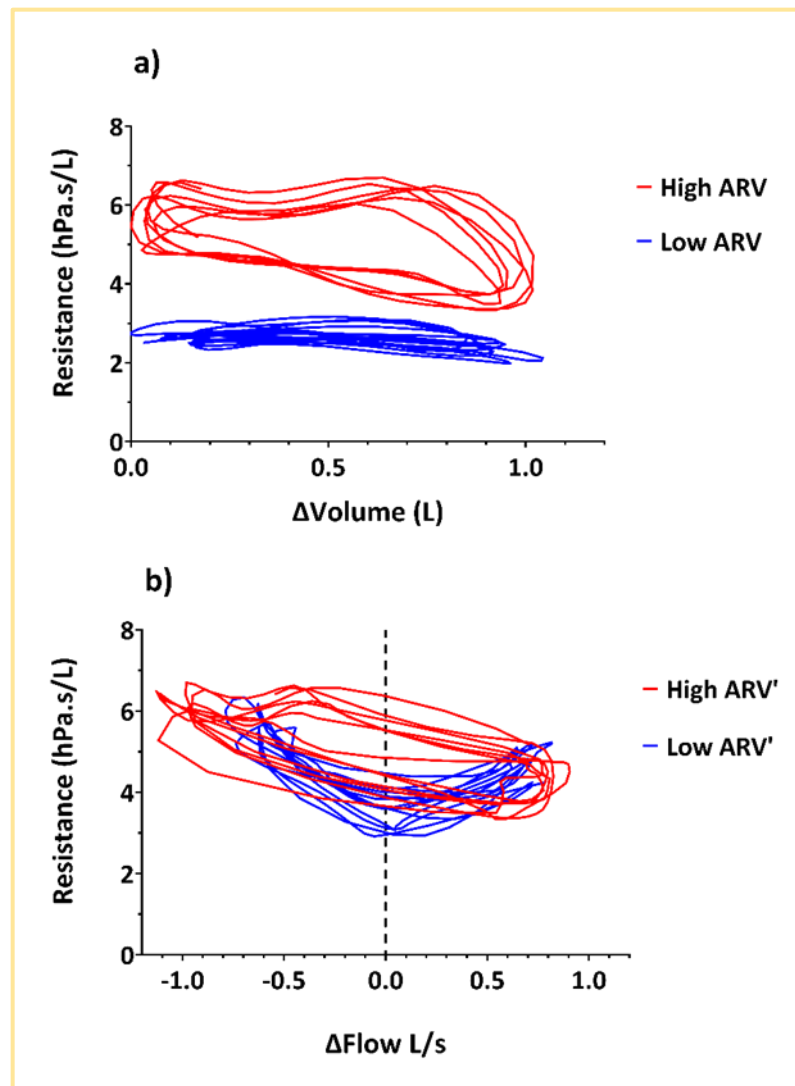 a)
8
6
4
2
0
0.0
0.5
1.0
Resistance (hPa.s/L)
ΔVolume (L)
High ARV
Low ARV
b)
8
6
4
2
0
-1.0
-0.5
0.0
0.5
1.0
Resistance (hPa.s/L)
ΔFlow L/s
High ARV'
Low ARV'